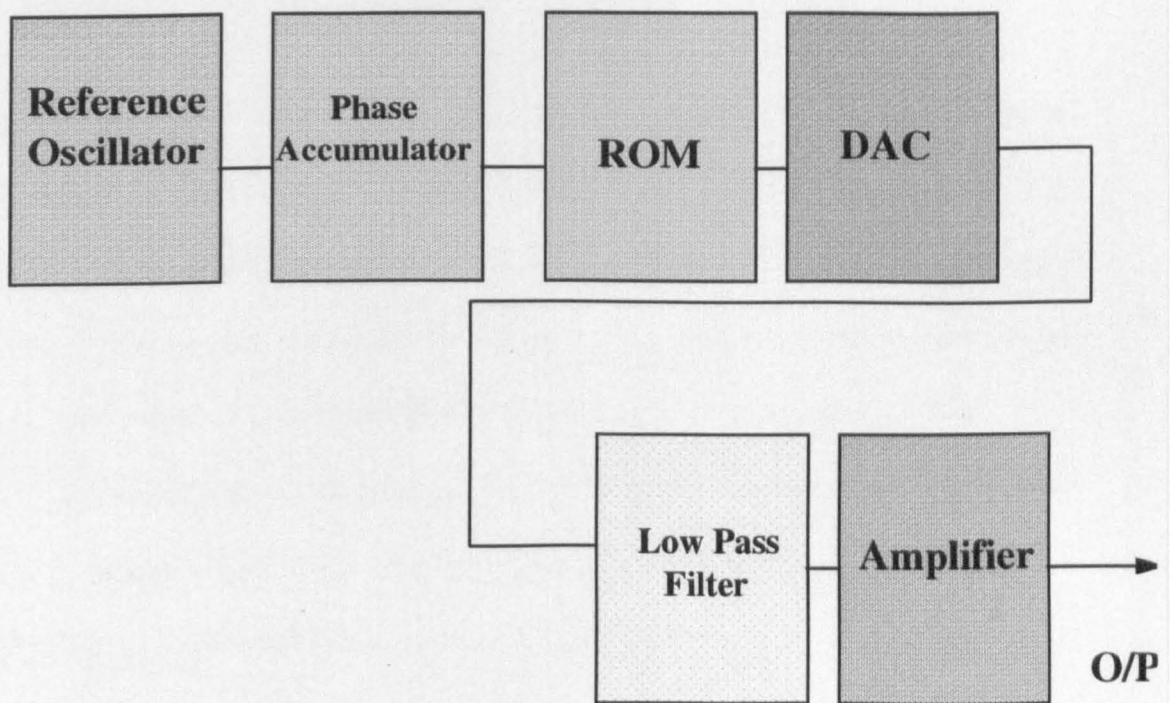 Reference
Oscillator
Phase
Accumulator
ROM
DAC
Low Pass
Filter
Amplifier
O/P